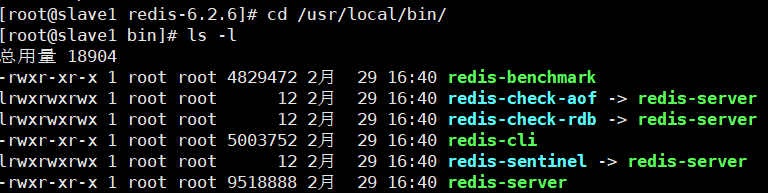 [root@slave1 redis-6.2.6]# cd /usr/local/bin/
[root@slave1 bin]# ls -l
总用量 18904
-rwxr-xr-x 1 root root 4829472 2月  29 16:40 redis-benchmark
lrwxrwxrwx 1 root root      12 2月  29 16:40 redis-check-aof -> redis-server
lrwxrwxrwx 1 root root      12 2月  29 16:40 redis-check-rdb -> redis-server
-rwxr-xr-x 1 root root 5003752 2月  29 16:40 redis-cli
lrwxrwxrwx 1 root root      12 2月  29 16:40 redis-sentinel -> redis-server
-rwxr-xr-x 1 root root 9518888 2月  29 16:40 redis-server